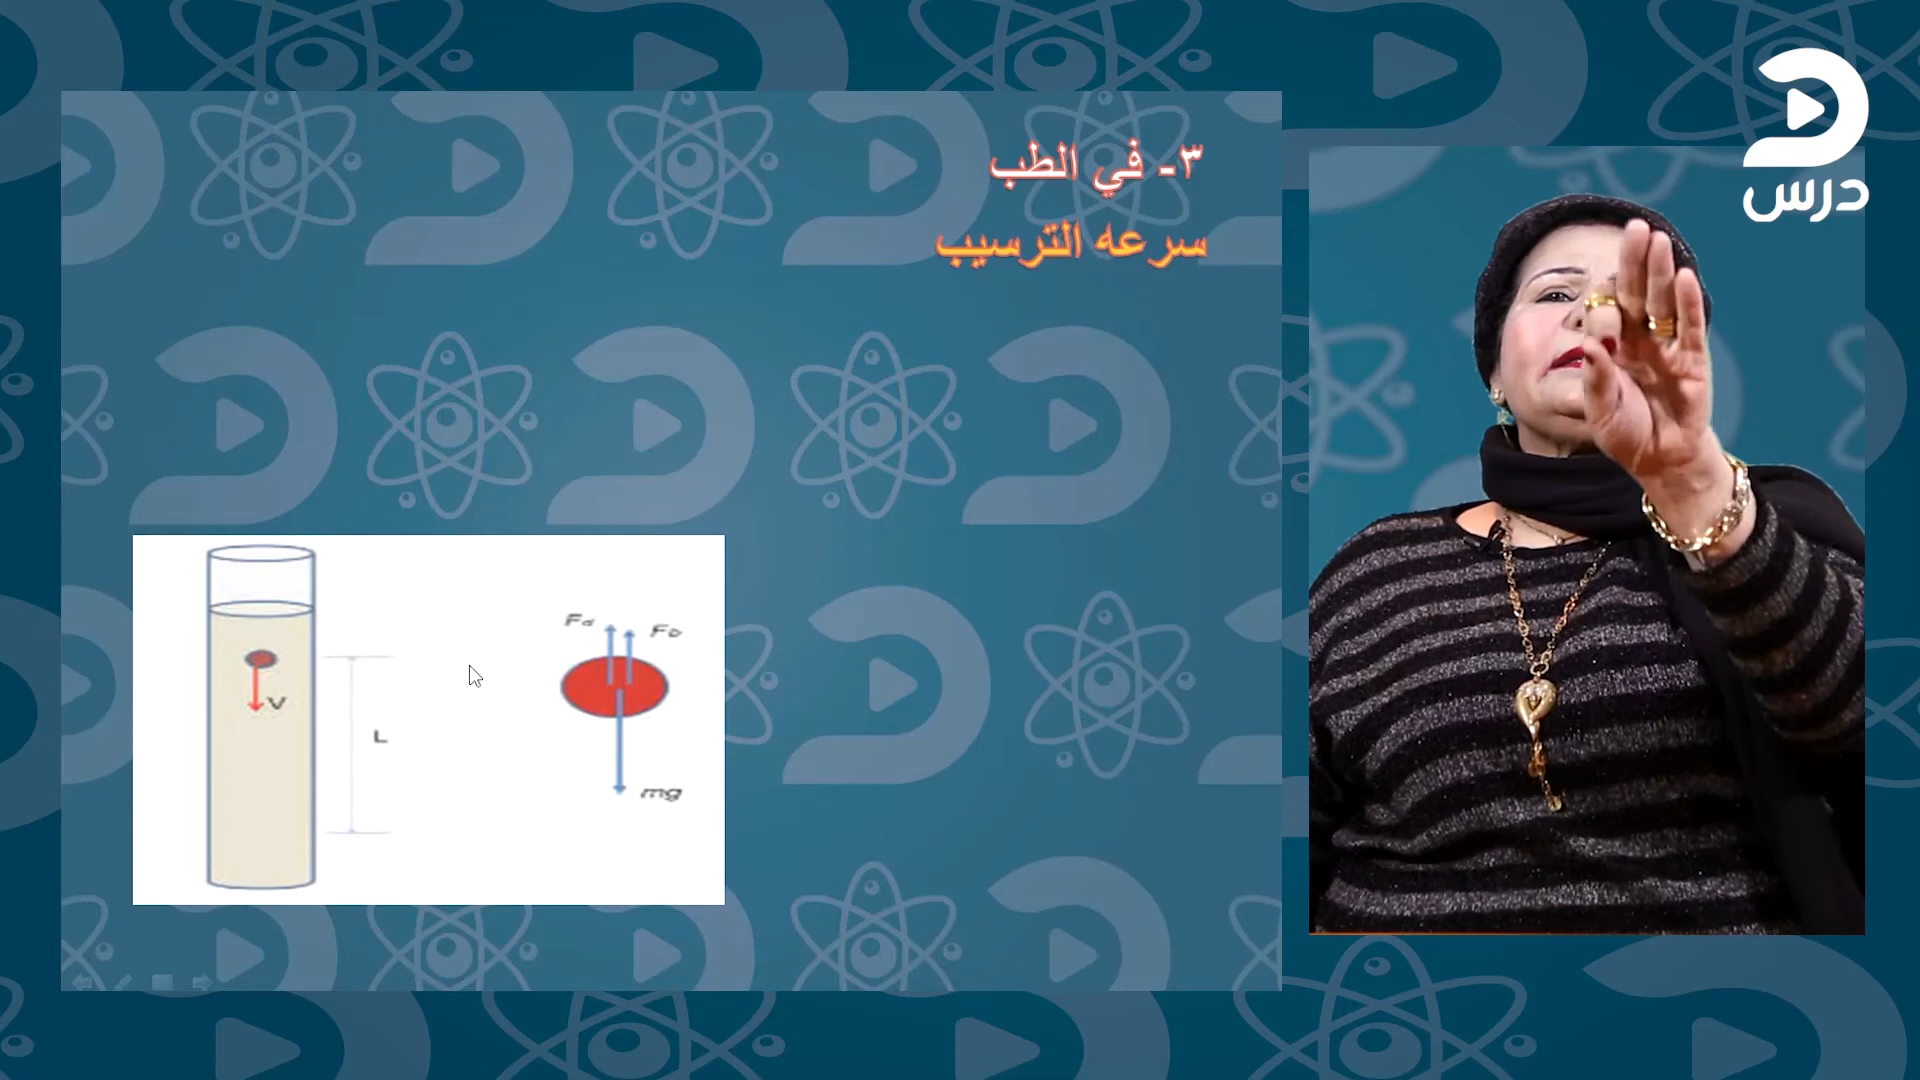 درس
٣- في الطب
سرعه الترسيب
Fd
Fb
V
L
mg